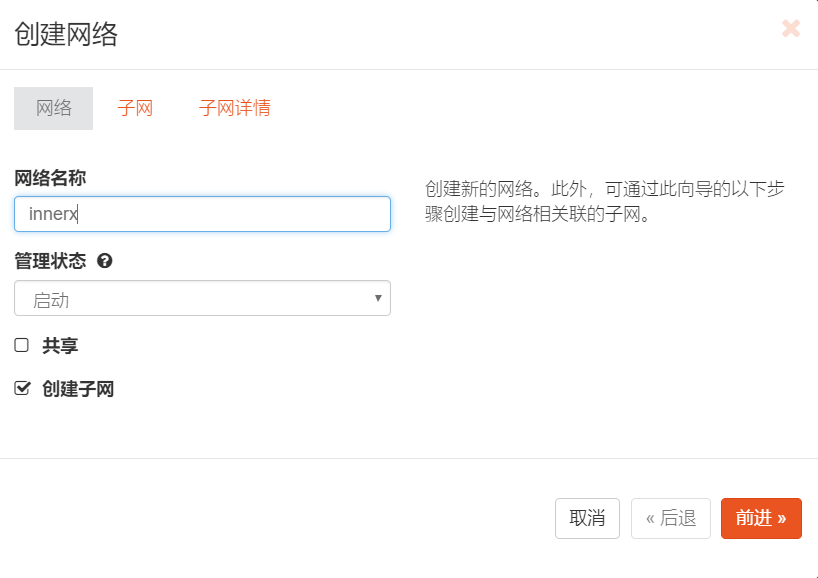 创建网络
网络 子网 子网详情
网络名称
innerx
创建新的网络。此外，可通过此向导的以下步
骤创建与网络相关联的子网。
管理状态
启动
共享
创建子网
取消 « 后退 前进 »